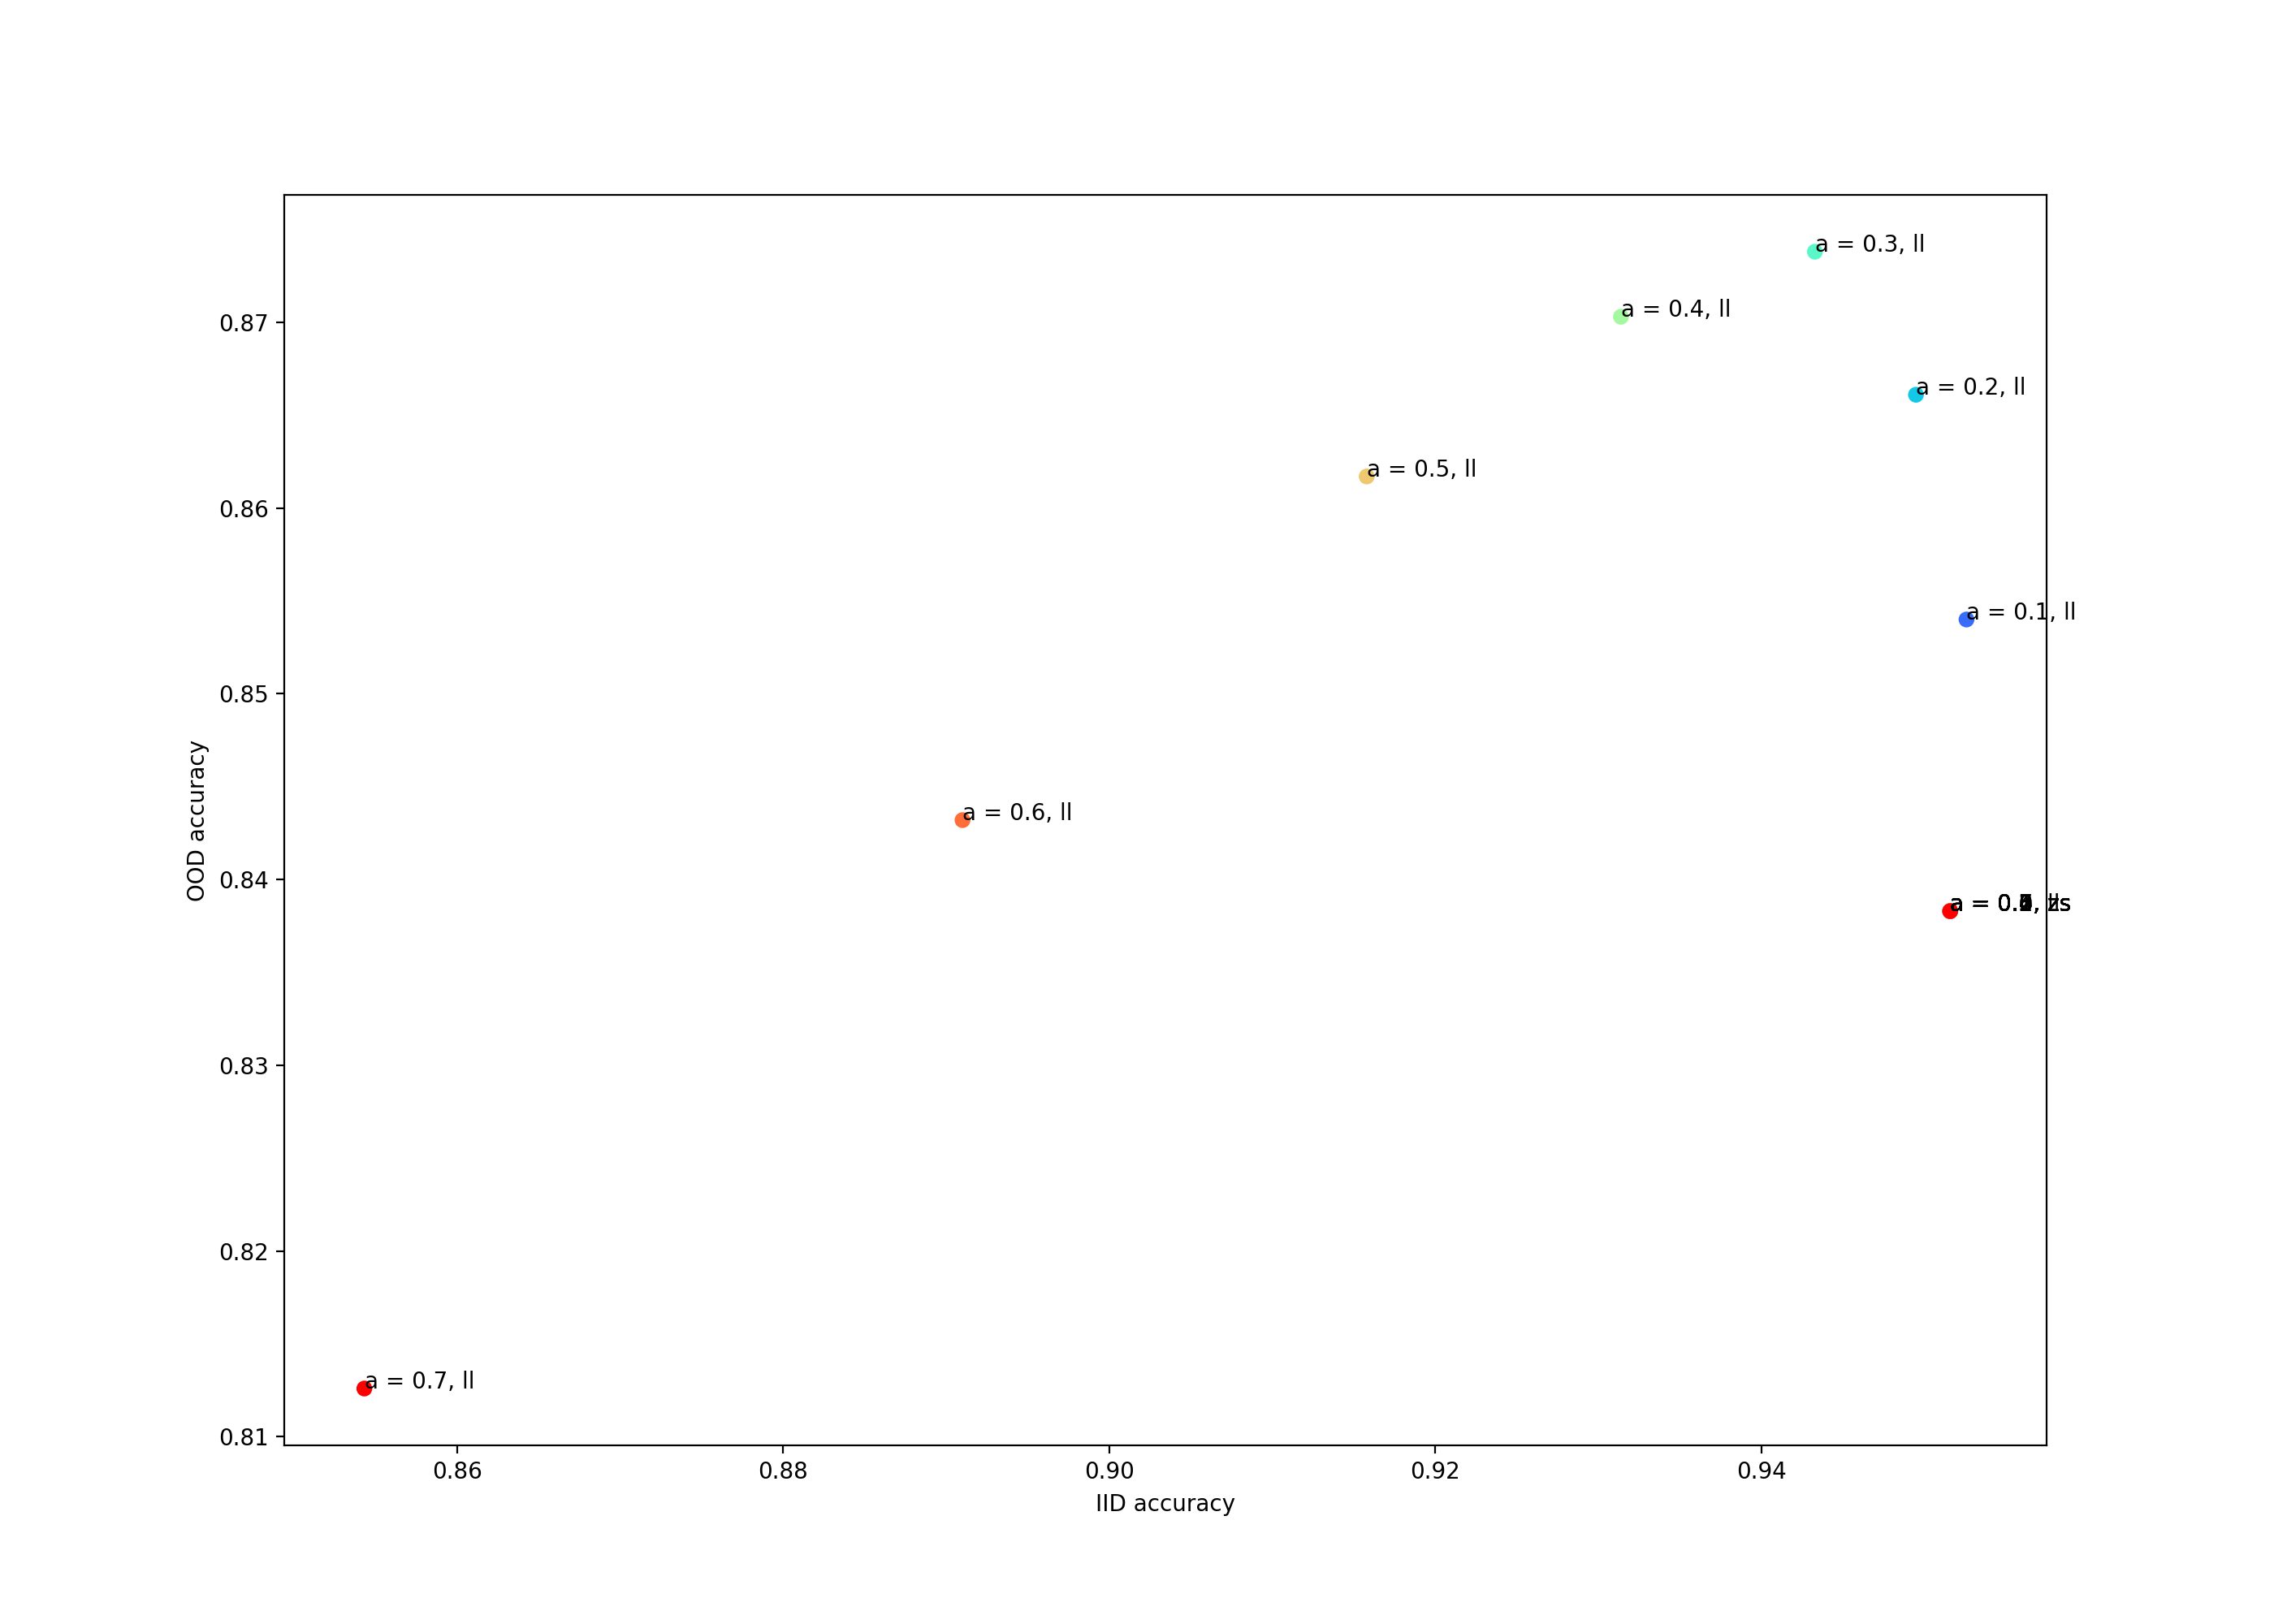 a = 0.3, ll
0.87
a = 0.4, ll
a = 0.2, ll
a = 0.5, ll
0.86
a = 0.1, ll
0.85
OOD accuracy
a = 0.6, ll
0.84
a = 
0.83
0.82
a = 0.7, ll
0.81
0.86 0.88 0.90 0.92 0.94
IID accuracy